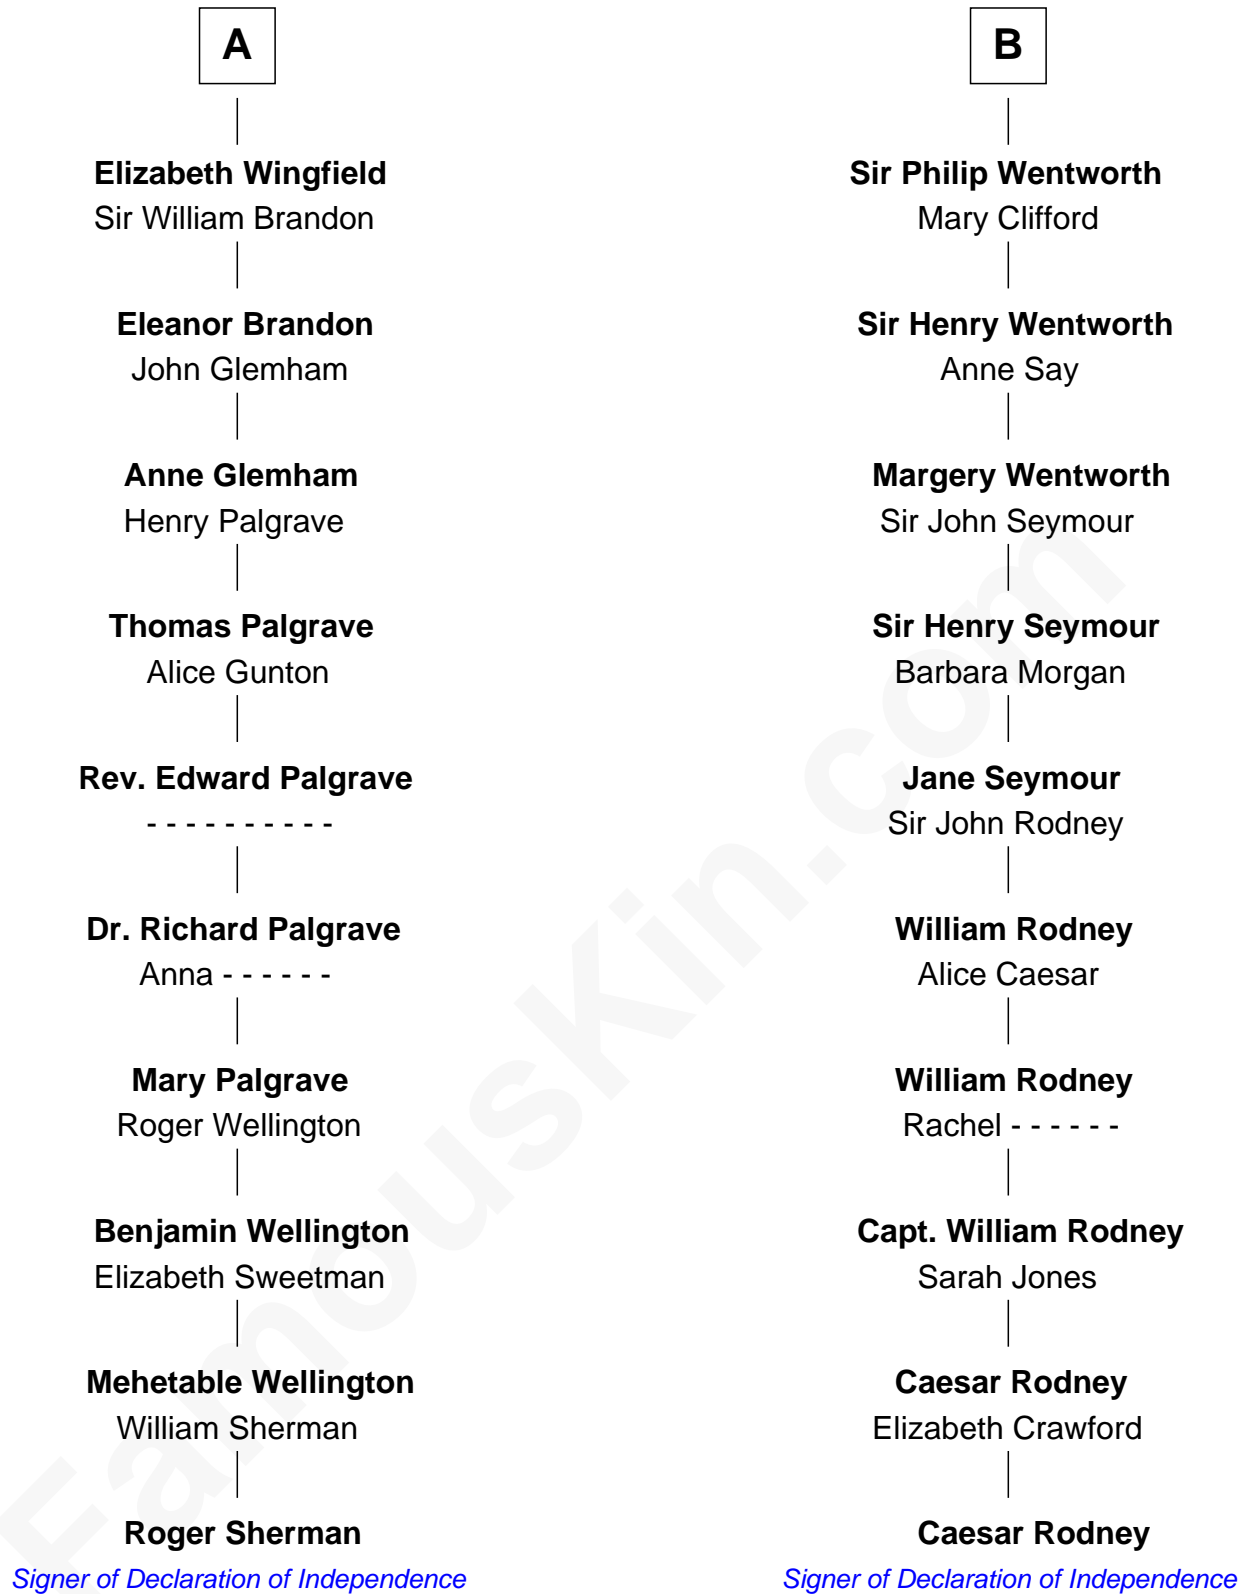 A
Elizabeth Wingfield
Sir William Brandon
Eleanor Brandon
John Glemham
Anne Glemham
Henry Palgrave
Thomas Palgrave
Alice Gunton
Rev. Edward Palgrave
- - - - - - - - - -
Dr. Richard Palgrave
Anna - - - - - -
Mary Palgrave
Roger Wellington
Benjamin Wellington
Elizabeth Sweetman
Mehetable Wellington
William Sherman
Roger Sherman
Signer of Declaration of Independence
B
Sir Philip Wentworth
Mary Clifford
Sir Henry Wentworth
Anne Say
Margery Wentworth
Sir John Seymour
Sir Henry Seymour
Barbara Morgan
Jane Seymour
Sir John Rodney
William Rodney
Alice Caesar
William Rodney
Rachel - - - - - -
Capt. William Rodney
Sarah Jones
Caesar Rodney
Elizabeth Crawford
Caesar Rodney
Signer of Declaration of Independence
FamousKin.com